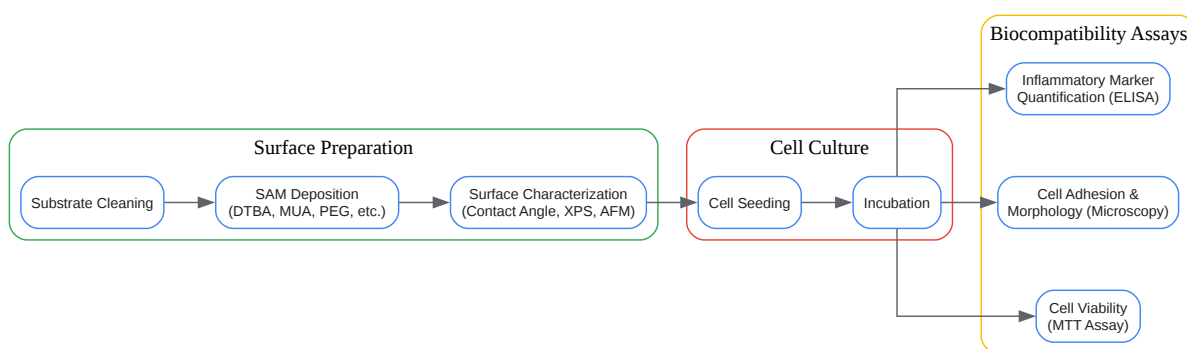 Biocompatibility Assays
Inflammatory Marker
Quantification (ELISA)
Surface Preparation
Cell Culture
Substrate Cleaning
SAM Deposition
(DTBA, MUA, PEG, etc.)
Surface Characterization
(Contact Angle, XPS, AFM)
Cell Seeding
Incubation
Cell Adhesion &
Morphology (Microscopy)
Cell Viability
(MTT Assay)